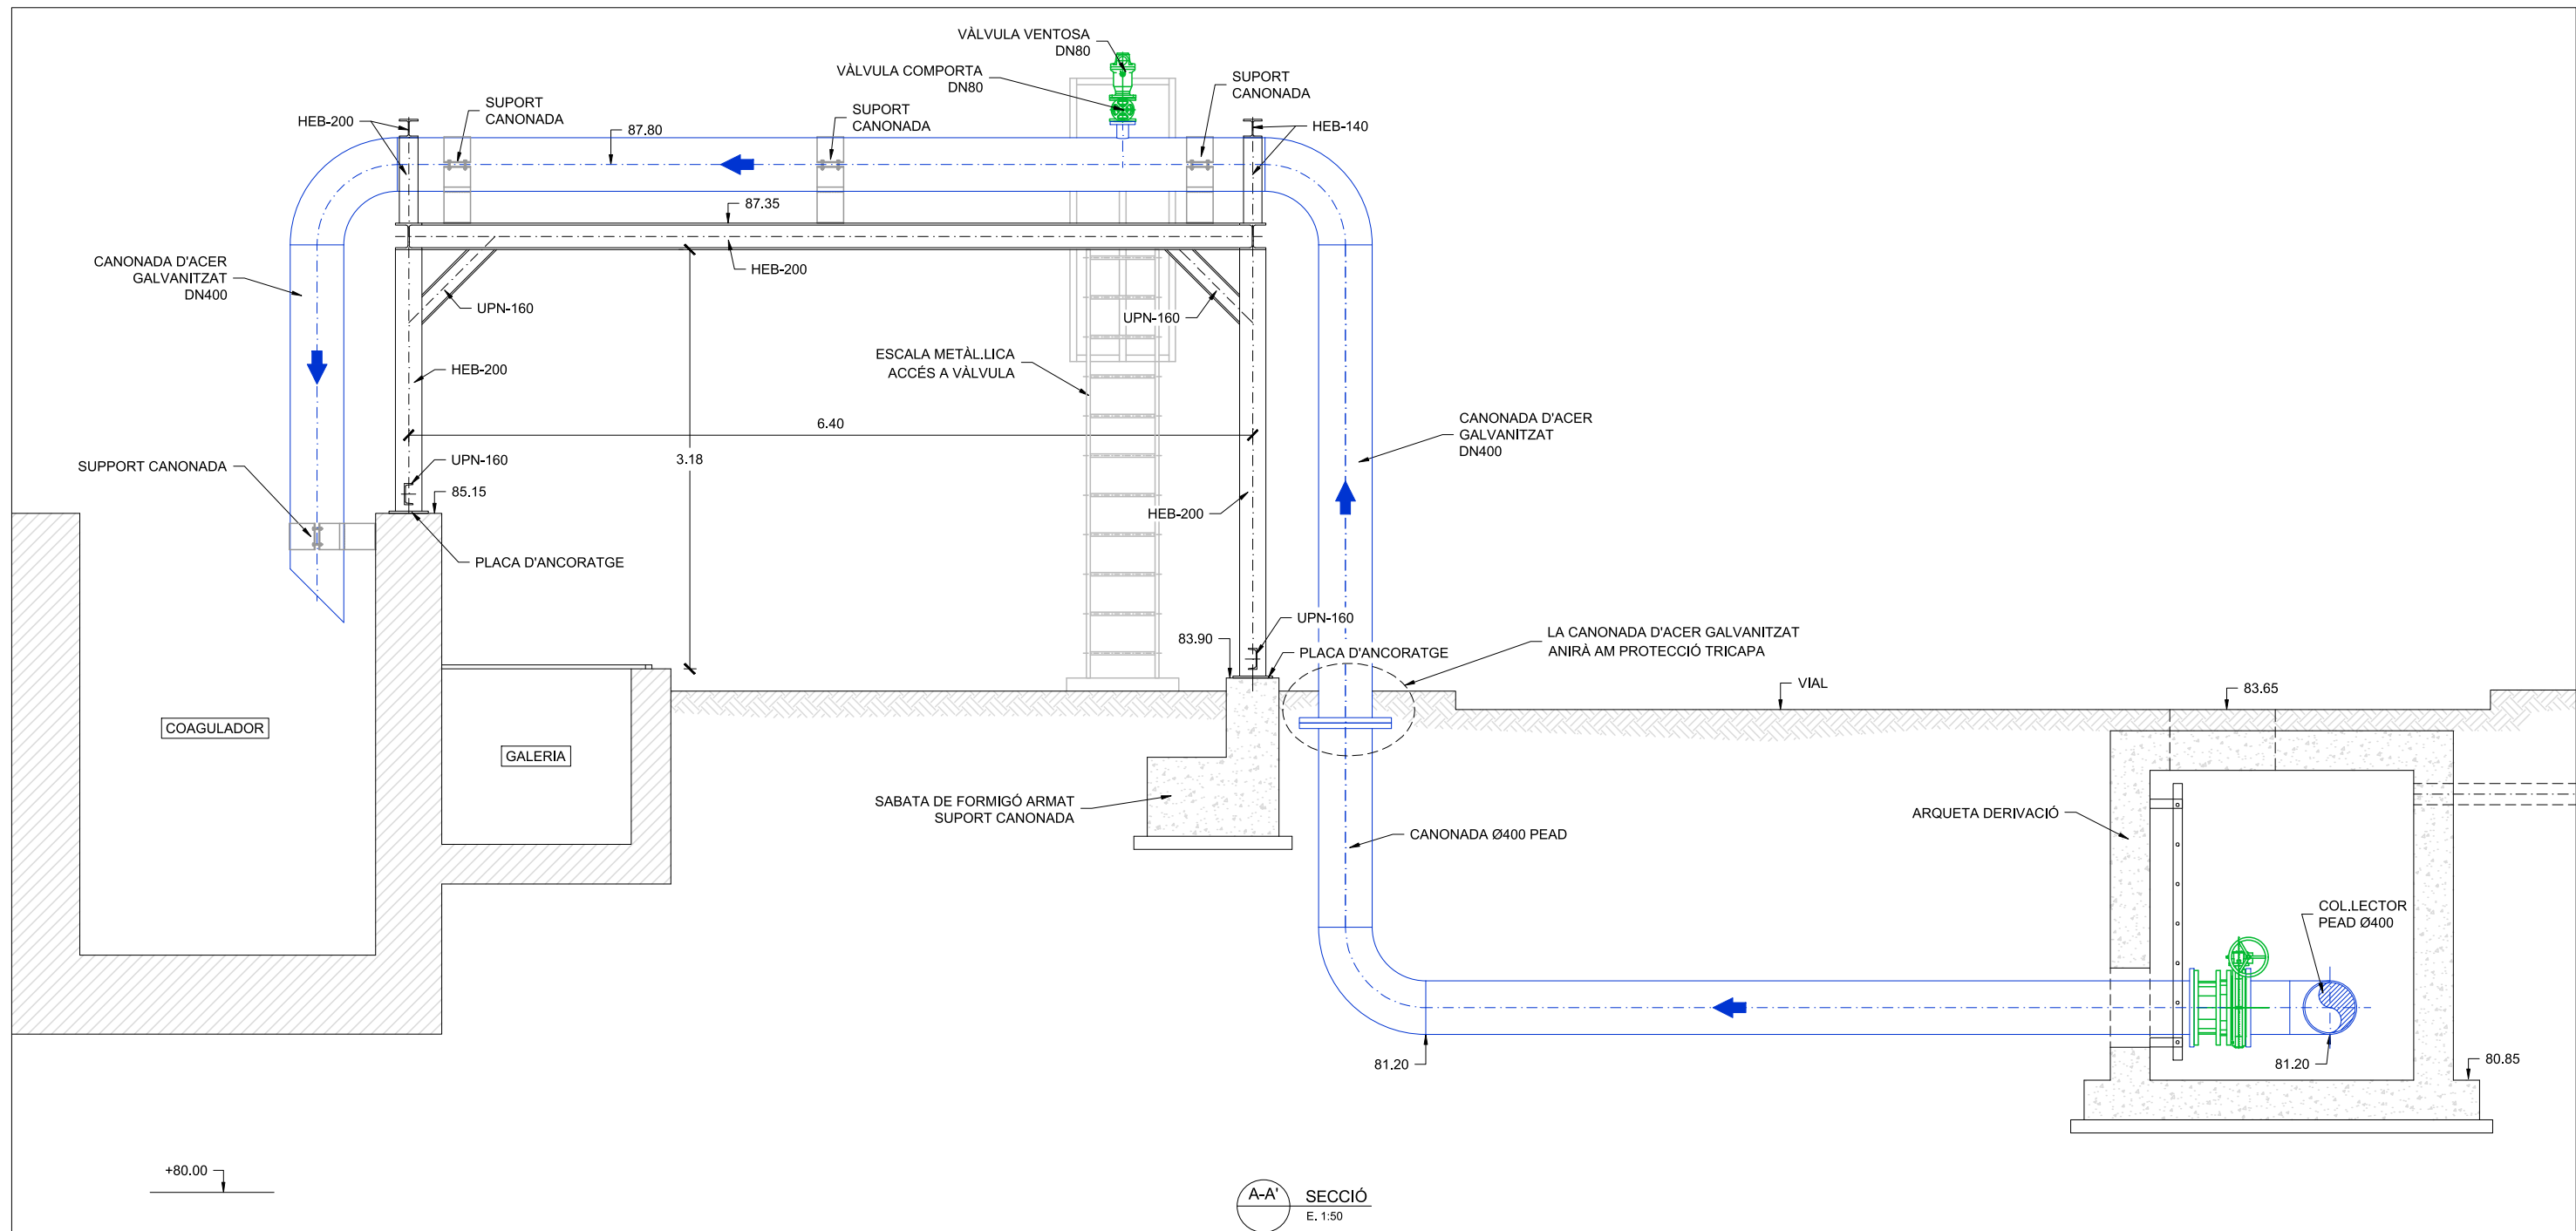 VÀLVULA VENTOSA
DN80
VÀLVULA COMPORTA
DN80
SUPORT
CANONADA
SUPORT
CANONADA
SUPORT
CANONADA
HEB-200
87.80
HEB-140
87.35
CANONADA D'ACER
GALVANITZAT
DN400
HEB-200
UPN-160
UPN-160
ESCALA METÀL.LICA
ACCÉS A VÀLVULA
HEB-200
6.40
CANONADA D'ACER
GALVANITZAT
DN400
3.18
SUPPORT CANONADA
UPN-160
85.15
HEB-200
PLACA D'ANCORATGE
UPN-160
83.90
PLACA D'ANCORATGE
LA CANONADA D'ACER GALVANITZAT
ANIRÀ AM PROTECCIÓ TRICAPA
VIAL
83.65
COAGULADOR
GALERIA
SABATA DE FORMIGÓ ARMAT
SUPORT CANONADA
CANONADA Ø400 PEAD
ARQUETA DERIVACIÓ
COL.LECTOR
PEAD Ø400
81.20
81.20
80.85
+80.00
A-A'
SECCIÓ
E. 1:50